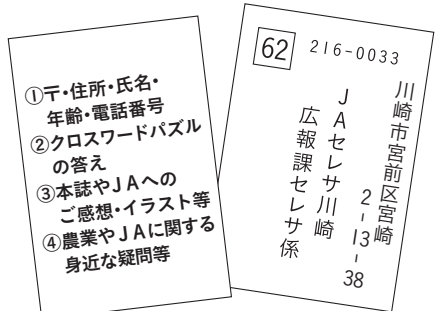 ①〒・住所・氏名・
年齢・電話番号
②クロスワードパズル
の答え
③本誌やＪＡへの
ご感想・イラスト等
④農業やＪＡに関する
身近な疑問等
62
216-0033
川崎市宮前区宮崎
2-13-38
ＪＡセレサ川崎
広報課セレサ係